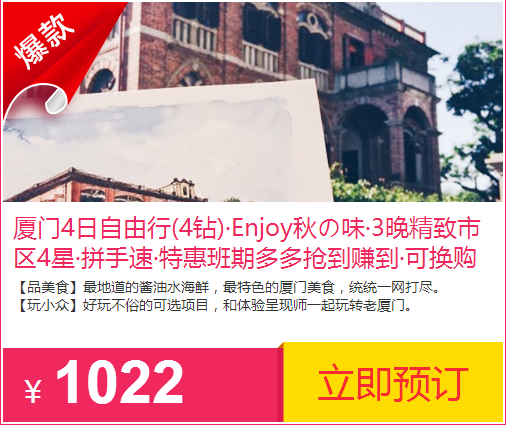 爆款
厦门4日自由行(4钻)·Enjoy秋の味·3晚精致市
区4星·拼手速·特惠班期多多抢到赚到·可换购
【品美食】最地道的酱油水海鲜，最特色的厦门美食，统统一网打尽。
【玩小众】好玩不俗的可选项目，和体验呈现师一起玩转老厦门。
¥ 1022
立即预订